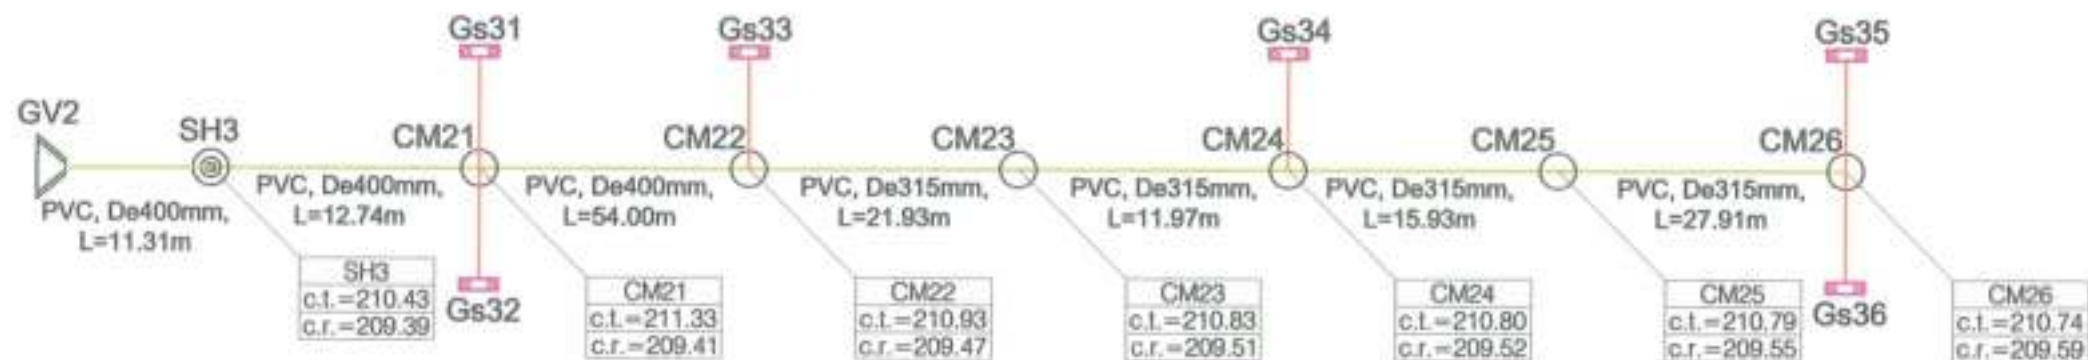 Gs31
Gs33
Gs34
Gs35
GV2
SH3
CM21
CM22
CM23
CM24
CM25
CM26
PVC, De400mm,
L=11.31m
PVC, De400mm,
L=12.74m
PVC, De400mm,
L=54.00m
PVC, De315mm,
L=21.93m
PVC, De315mm,
L=11.97m
PVC, De315mm,
L=15.93m
PVC, De315mm,
L=27.91m
SH3
c.t.=210.43
c.r.=209.39
Gs32
CM21
c.t.=211.33
c.r.=209.41
CM22
c.t.=210.93
c.r.=209.47
CM23
c.t.=210.83
c.r.=209.51
CM24
c.t.=210.80
c.r.=209.52
CM25
c.t.=210.79
c.r.=209.55
Gs36
CM26
c.t.=210.74
c.r.=209.59